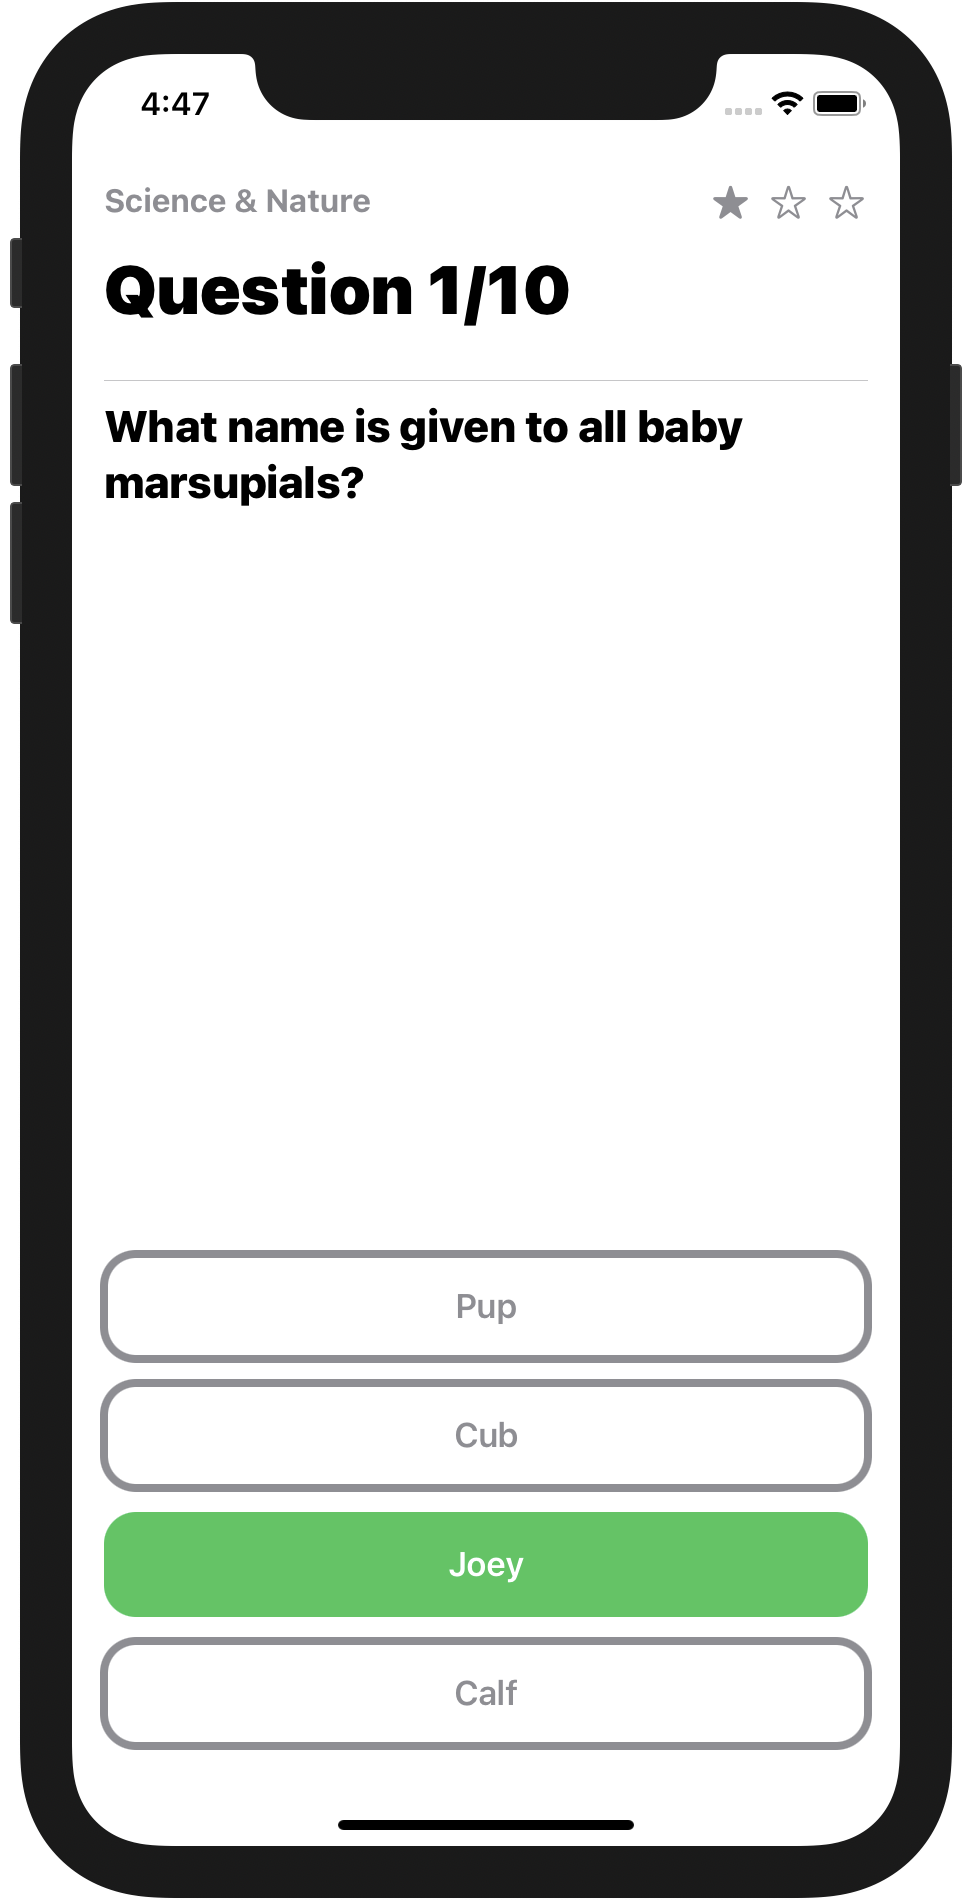 4:47
Science & Nature
Question 1/10
What name is given to all baby
marsupials?
Pup
Cub
Joey
Calf